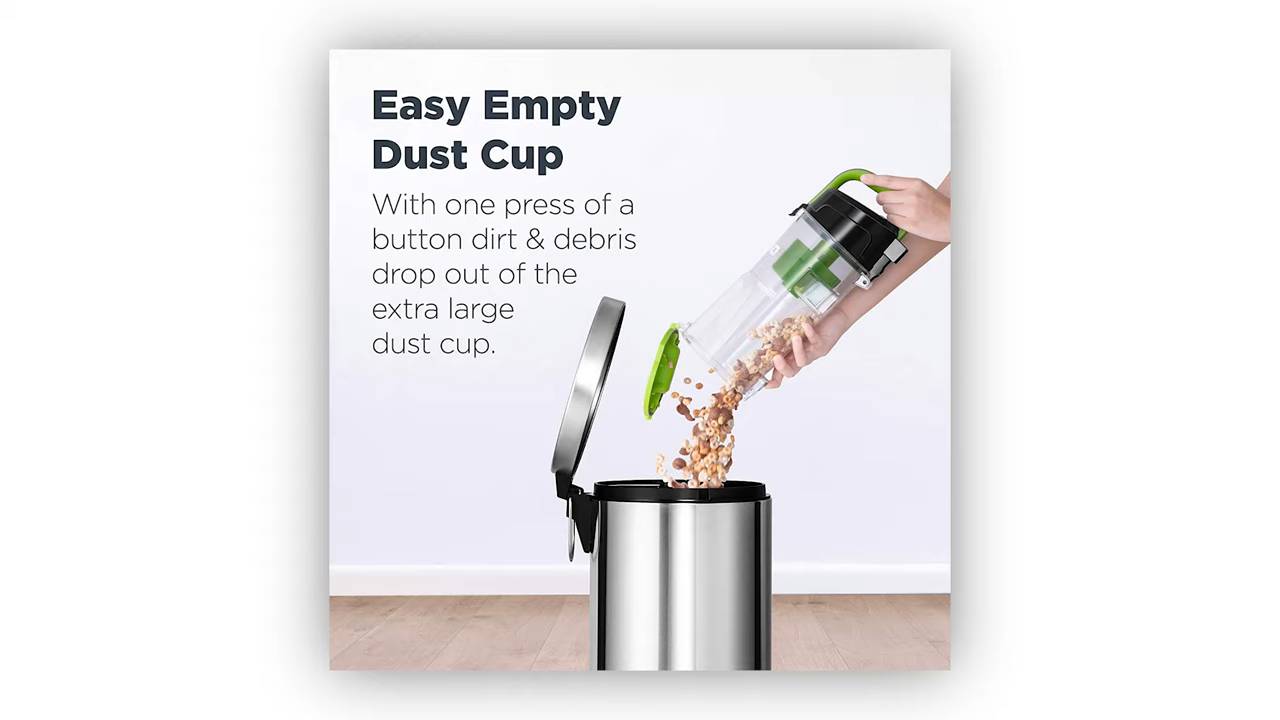 Easy Empty
Dust Cup
With one press of a
button dirt & debris
drop out of the
extra large
dust cup.